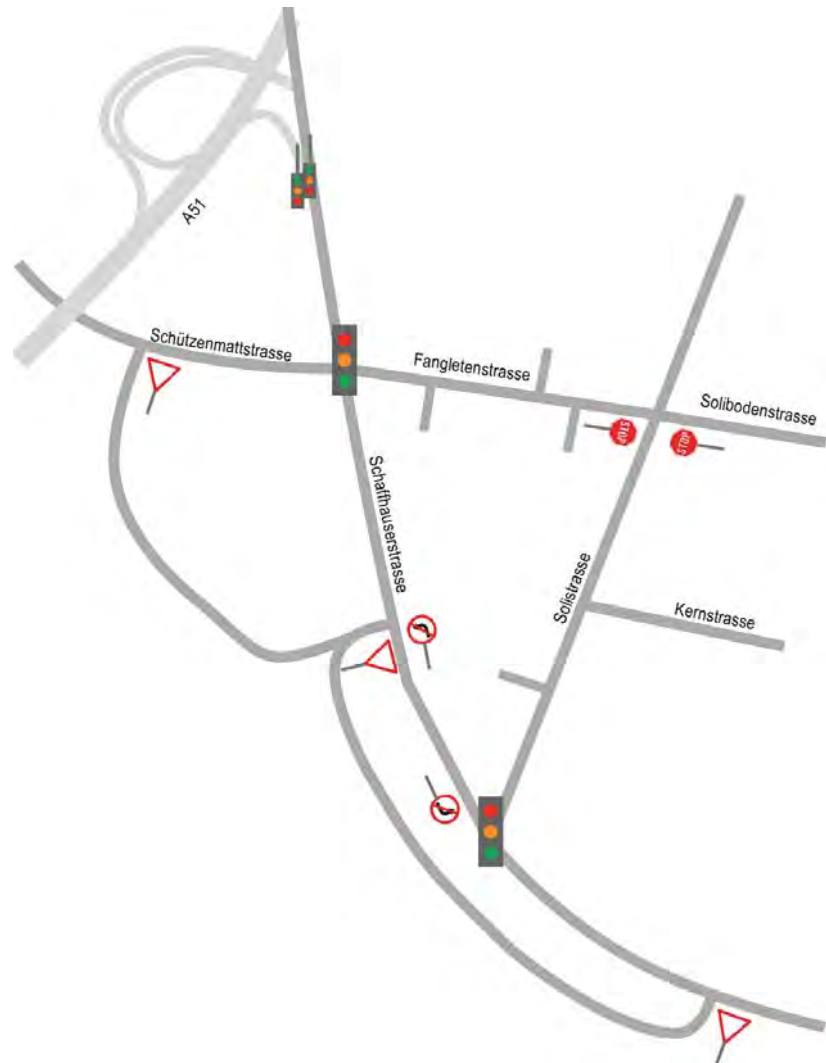 A51
Schützenmattstrasse
Fangletenstrasse
Solibodenstrasse
STOP
STOP
Schaffhauserstrasse
Solistrasse
Kernstrasse